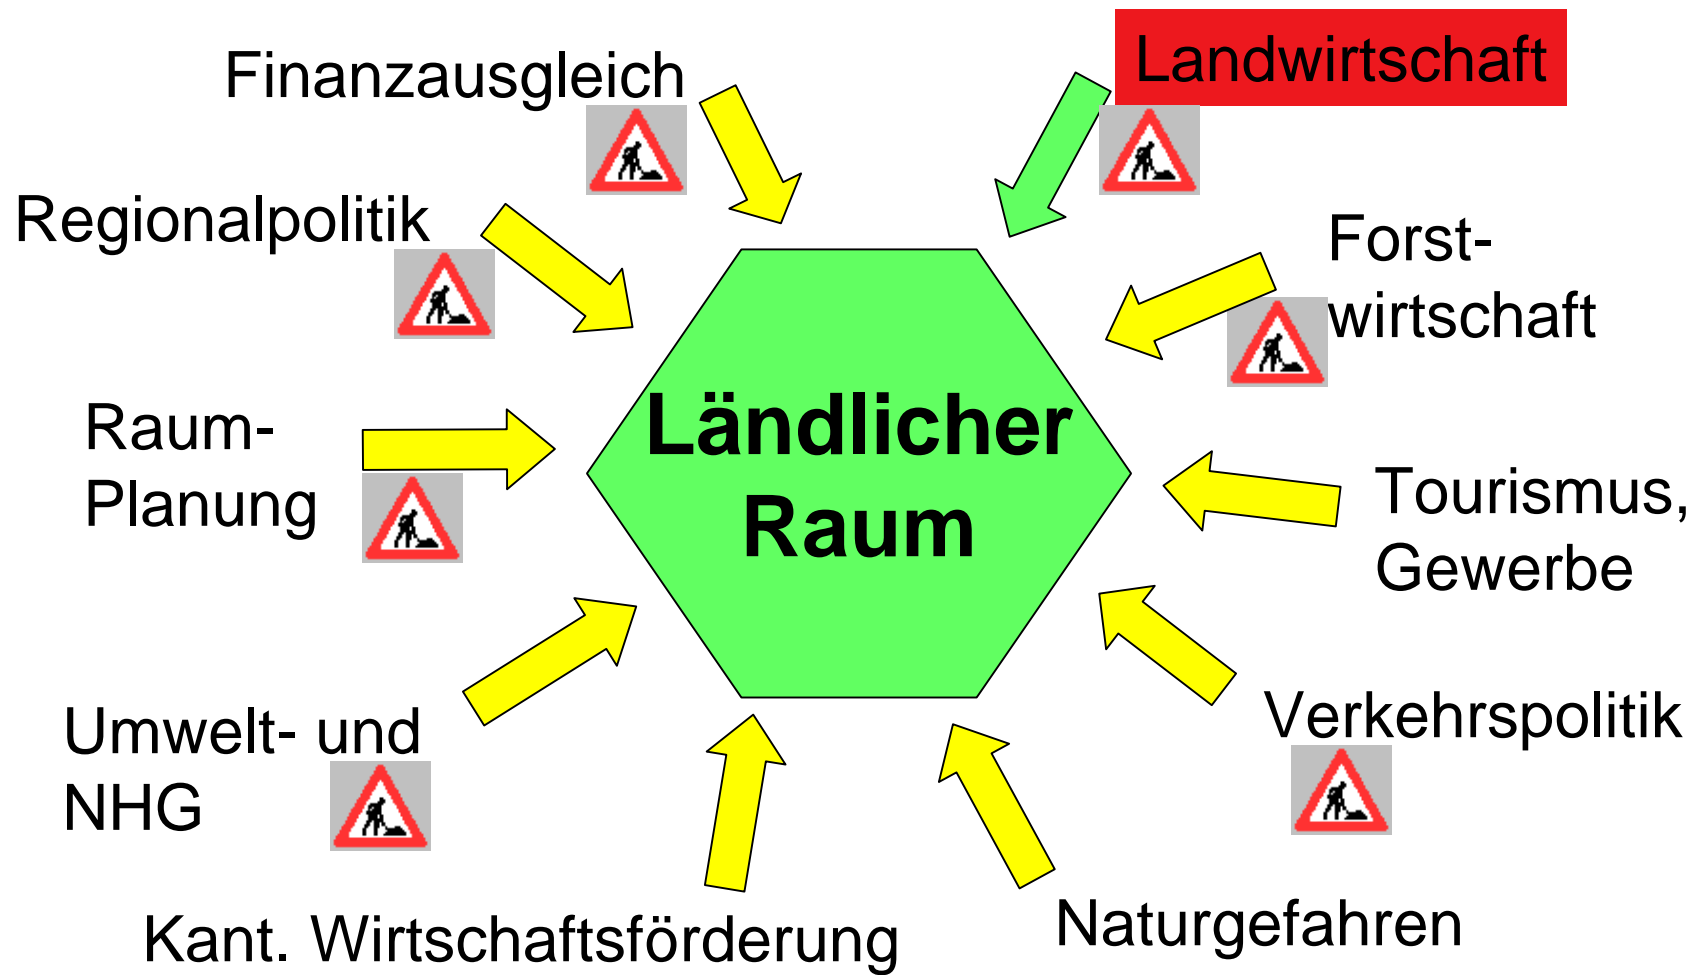 Finanzausgleich
Landwirtschaft
Regionalpolitik
Forst-
wirtschaft
Raum-
Planung
Ländlicher
Raum
Tourismus,
Gewerbe
Umwelt- und
NHG
Verkehrspolitik
Kant. Wirtschaftsförderung
Naturgefahren